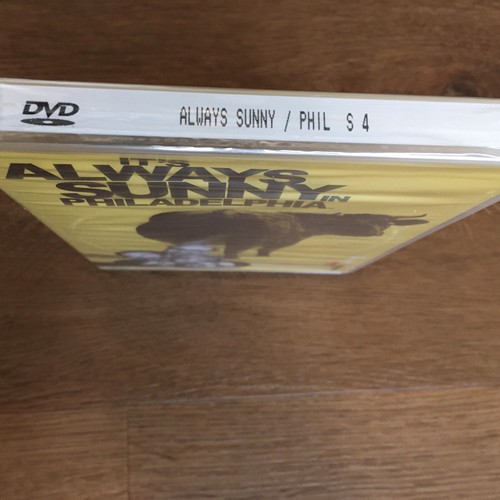 DVD
ALWAYS SUNNY / PHIL S 4
IT'S
ALWAYS
SUNNY IN
PHILADELPHIA